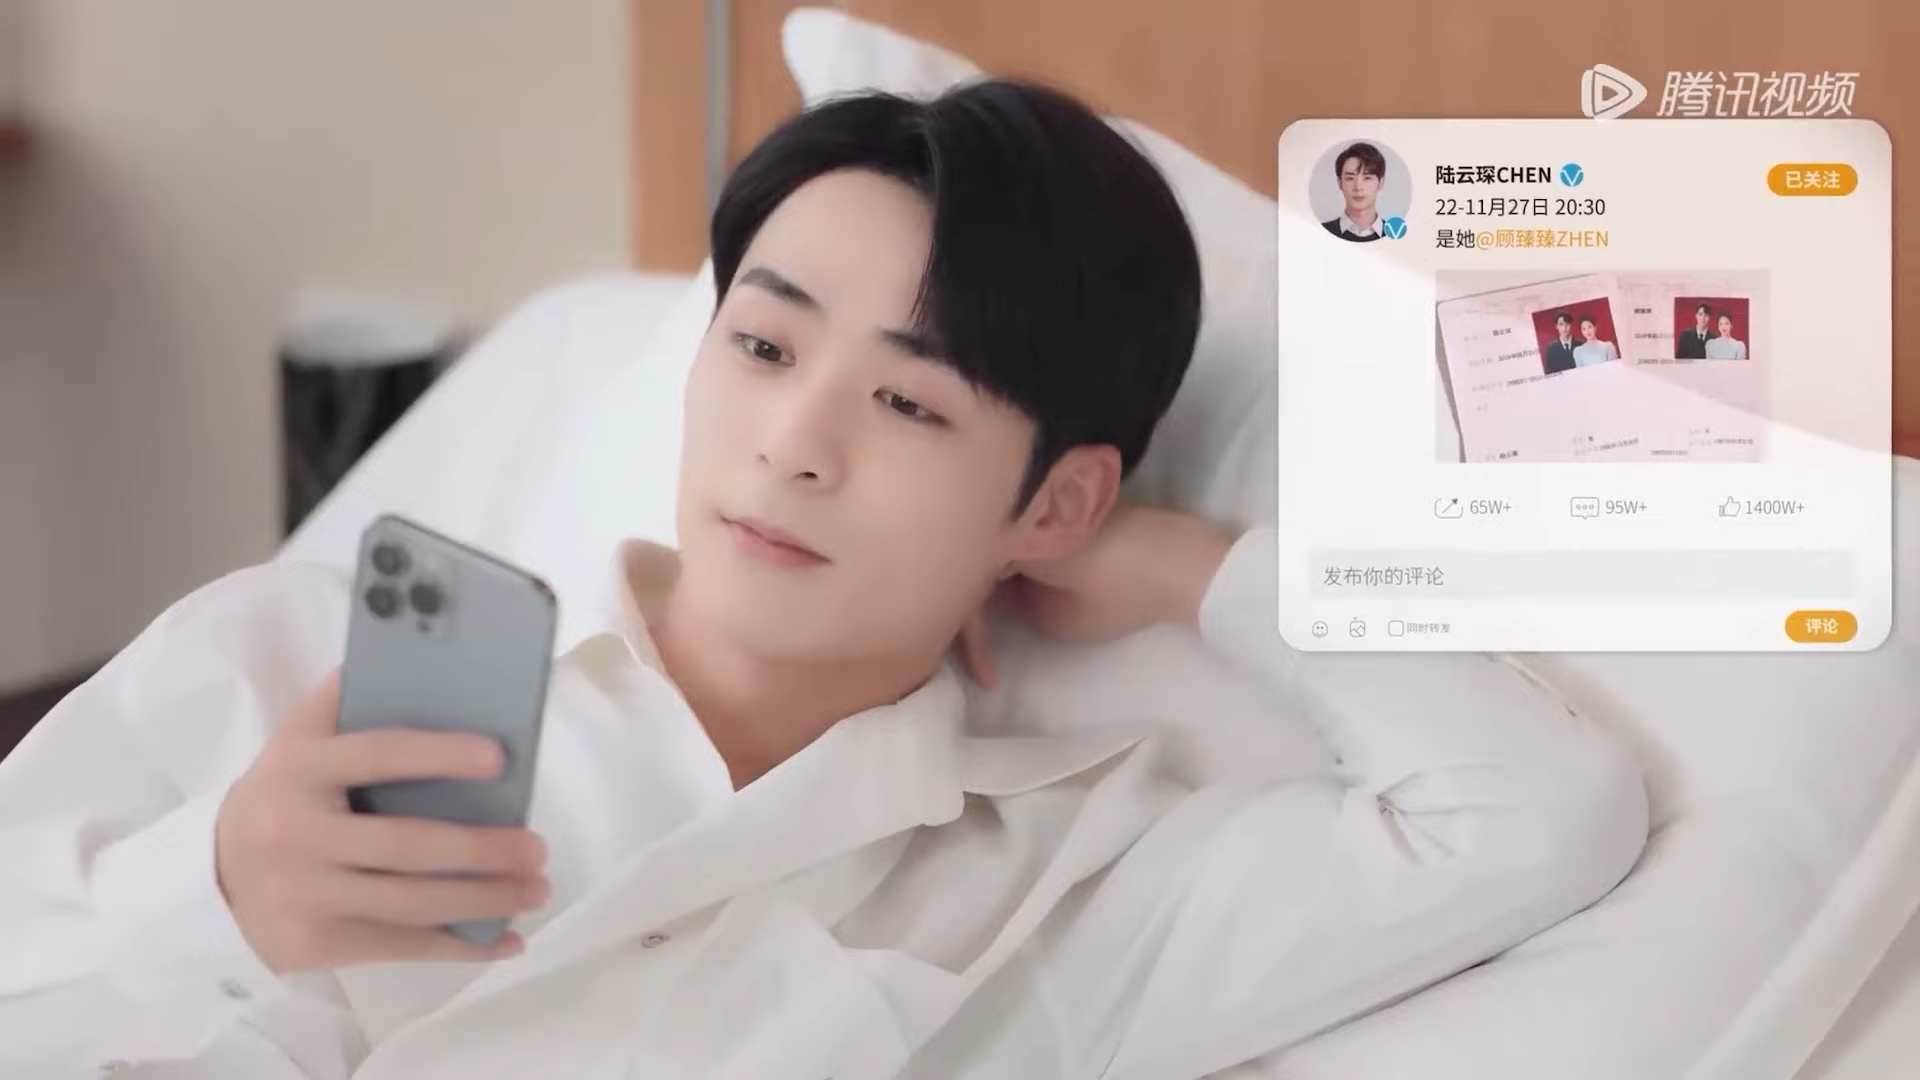 腾讯视频
陆云琛CHEN
已关注
22-11月27日 20:30
是她@顾臻臻ZHEN
65W+
95W+
1400W+
发布你的评论
同时转发
评论